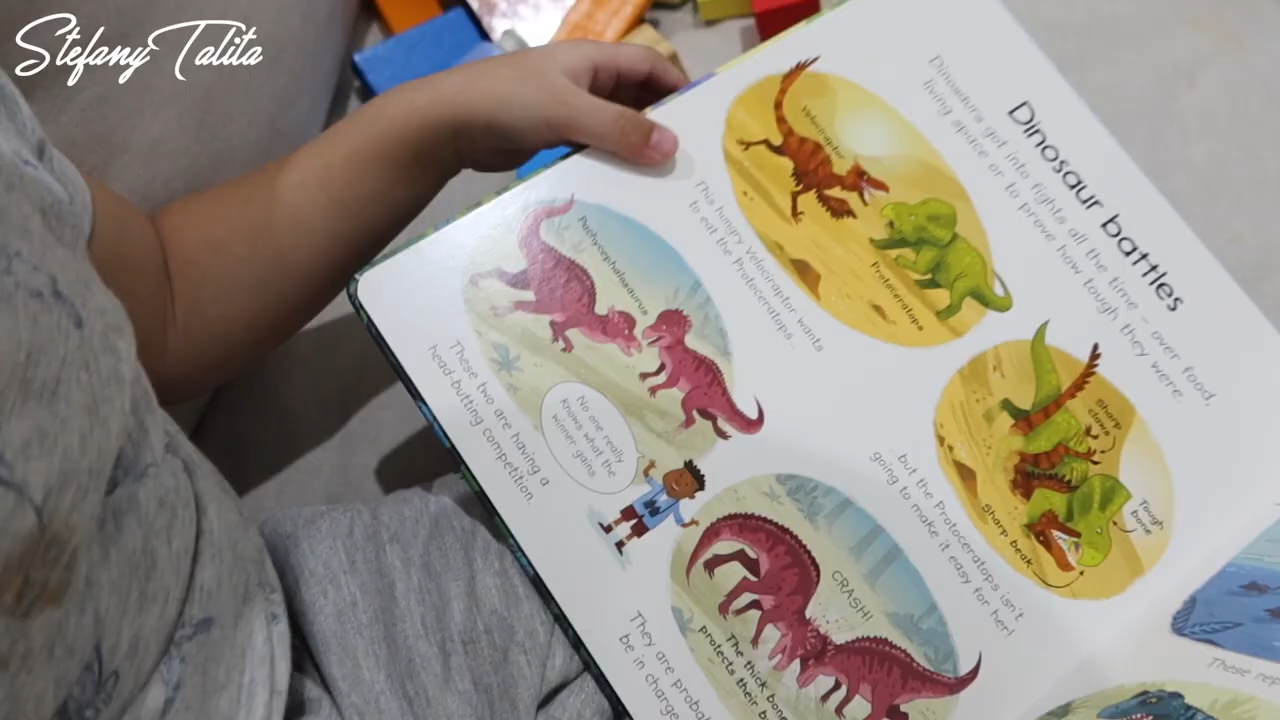 Stefany Talita
Dinosaur battles
Dinosaurs got into fights all the time – over food,
living space or to prove how tough they were.
Velociraptor
Protoceratops
This hungry Velociraptor wants
to eat the Protoceratops...
Sharp
claws
Tough
bone
Sharp beak
... but the Protoceratops isn't
going to make it easy for her!
Pachycephalosaurus
These two are having a
head-butting competition.
No one really
knows what the
winner gains.
CRASH!
The thick bone
protects their b
They are probab
be in charge
These rep